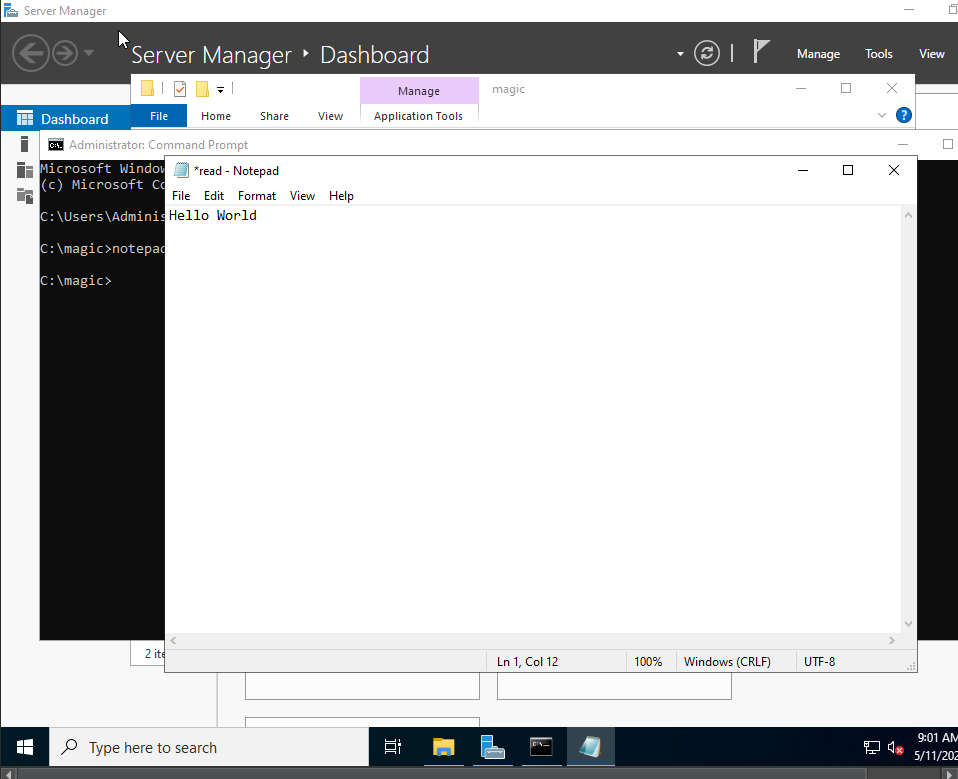 Server Manager
Server Manager
Dashboard
Manage
Tools
View
Manage
magic
File
Home
Share
View
Application Tools
Dashboard
Administrator: Command Prompt
Microsoft Window
(c) Microsoft Co
C:\Users\Adminis
C:\magic>notepad
C:\magic>
*read - Notepad
File Edit Format View Help
Hello World
2 ite
Ln 1, Col 12
100%
Windows (CRLF)
UTF-8
Type here to search
9:01 AM
5/11/202